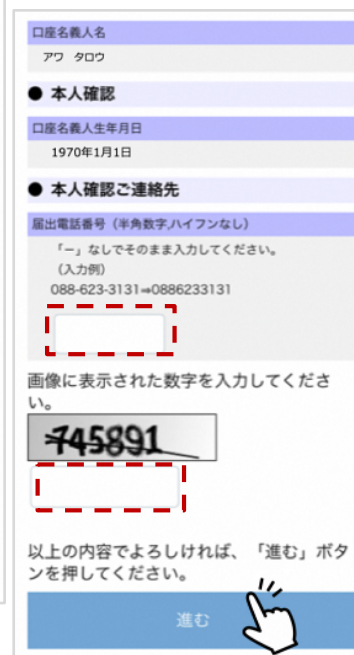 口座名義人名
アワ タロウ
● 本人確認
口座名義人生年月日
1970年1月1日
● 本人確認ご連絡先
届出電話番号（半角数字,ハイフンなし）
「－」なしでそのまま入力してください。
（入力例）
088-623-3131⇒0886233131
画像に表示された数字を入力してくださ
い。
745891
以上の内容でよろしければ、「進む」ボタ
ンを押してください。
進む